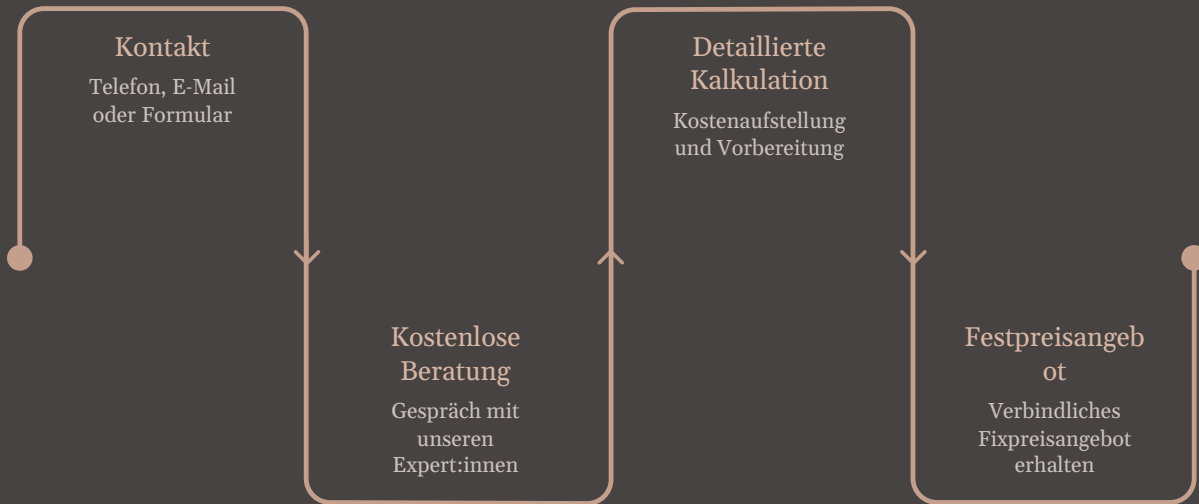 Kontakt
Telefon, E-Mail
oder Formular
Kostenlose
Beratung
Gespräch mit
unseren
Expert:innen
Detaillierte
Kalkulation
Kostenaufstellung
und Vorbereitung
Festpreisangeb
ot
Verbindliches
Fixpreisangebot
erhalten